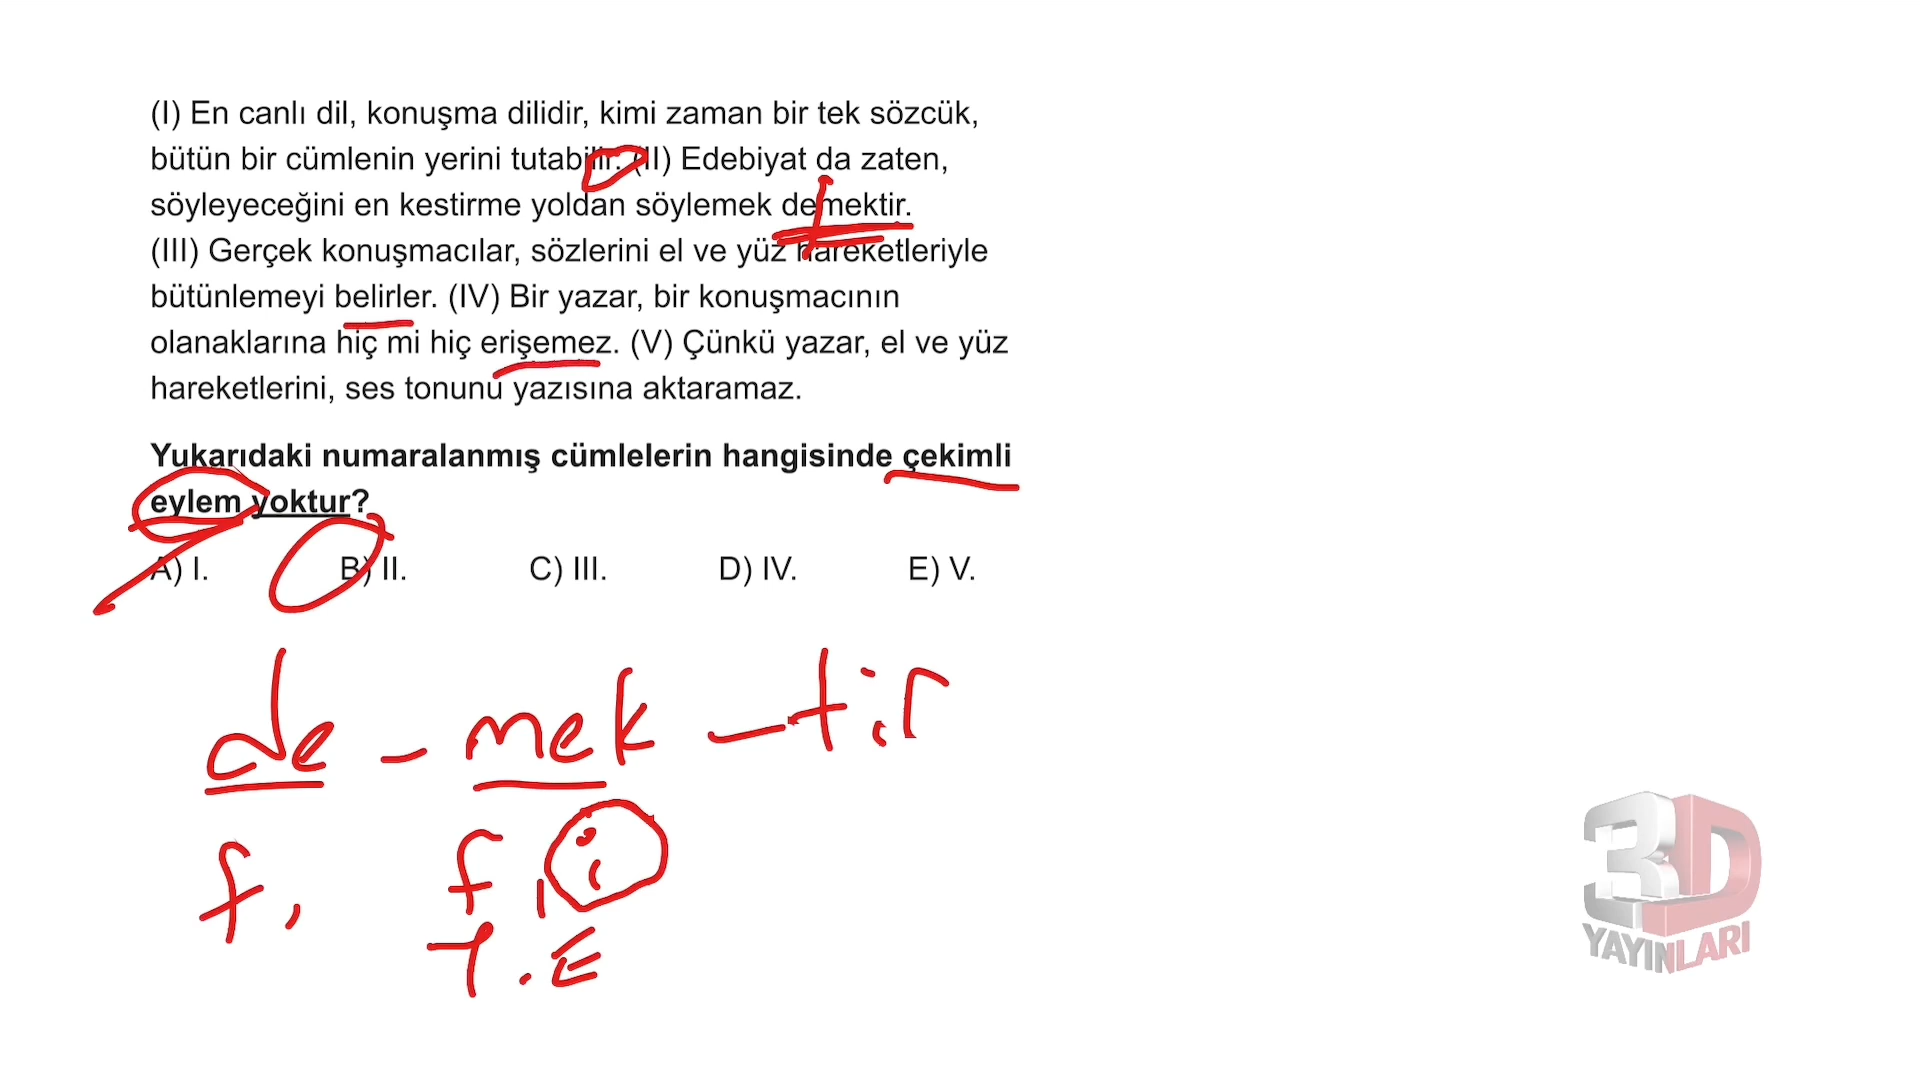 (I) En canlı dil, konuşma dilidir, kimi zaman bir tek sözcük,
bütün bir cümlenin yerini tutabilir. (II) Edebiyat da zaten,
söyleyeceğini en kestirme yoldan söylemek demektir.
(III) Gerçek konuşmacılar, sözlerini el ve yüz hareketleriyle
bütünlemeyi belirler. (IV) Bir yazar, bir konuşmacının
olanaklarına hiç mi hiç erişemez. (V) Çünkü yazar, el ve yüz
hareketlerini, ses tonunu yazısına aktaramaz.
Yukarıdaki numaralanmış cümlelerin hangisinde çekimli
eylem yoktur?
A) I. B) II. C) III. D) IV. E) V.
de - mek - tir
f, f, i
Y.E
3D
YAYINLARI